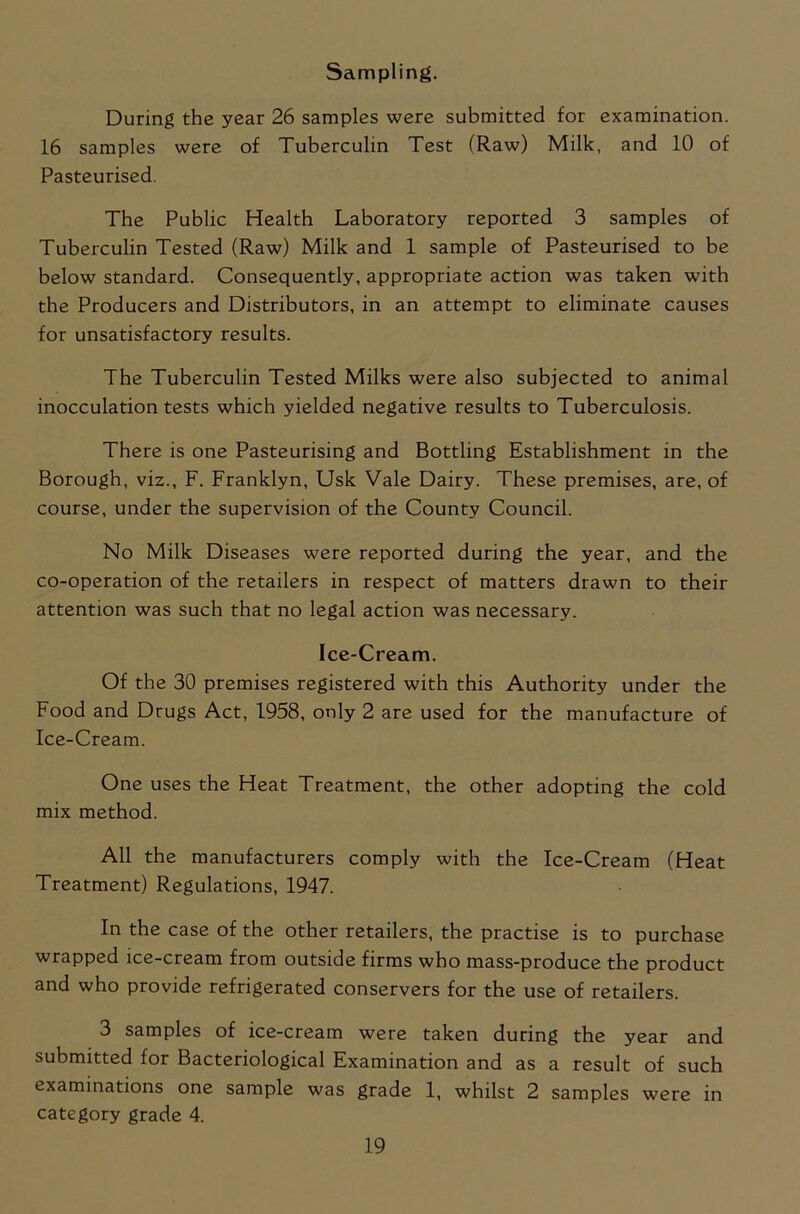 Sampling.
During the year 26 samples were submitted for examination.
16 samples were of Tuberculin Test (Raw) Milk, and 10 of
Pasteurised.
The Public Health Laboratory reported 3 samples of
Tuberculin Tested (Raw) Milk and 1 sample of Pasteurised to be
below standard. Consequently, appropriate action was taken with
the Producers and Distributors, in an attempt to eliminate causes
for unsatisfactory results.
The Tuberculin Tested Milks were also subjected to animal
inocculation tests which yielded negative results to Tuberculosis.
There is one Pasteurising and Bottling Establishment in the
Borough, viz., F. Franklyn, Usk Vale Dairy. These premises, are, of
course, under the supervision of the County Council.
No Milk Diseases were reported during the year, and the
co-operation of the retailers in respect of matters drawn to their
attention was such that no legal action was necessary.
Ice-Cream.
Of the 30 premises registered with this Authority under the
Food and Drugs Act, 1958, only 2 are used for the manufacture of
Ice-Cream.
One uses the Heat Treatment, the other adopting the cold
mix method.
All the manufacturers comply with the Ice-Cream (Heat
Treatment) Regulations, 1947.
In the case of the other retailers, the practise is to purchase
wrapped ice-cream from outside firms who mass-produce the product
and who provide refrigerated conservers for the use of retailers.
3 samples of ice-cream were taken during the year and
submitted for Bacteriological Examination and as a result of such
examinations one sample was grade 1, whilst 2 samples were in
category grade 4.
19